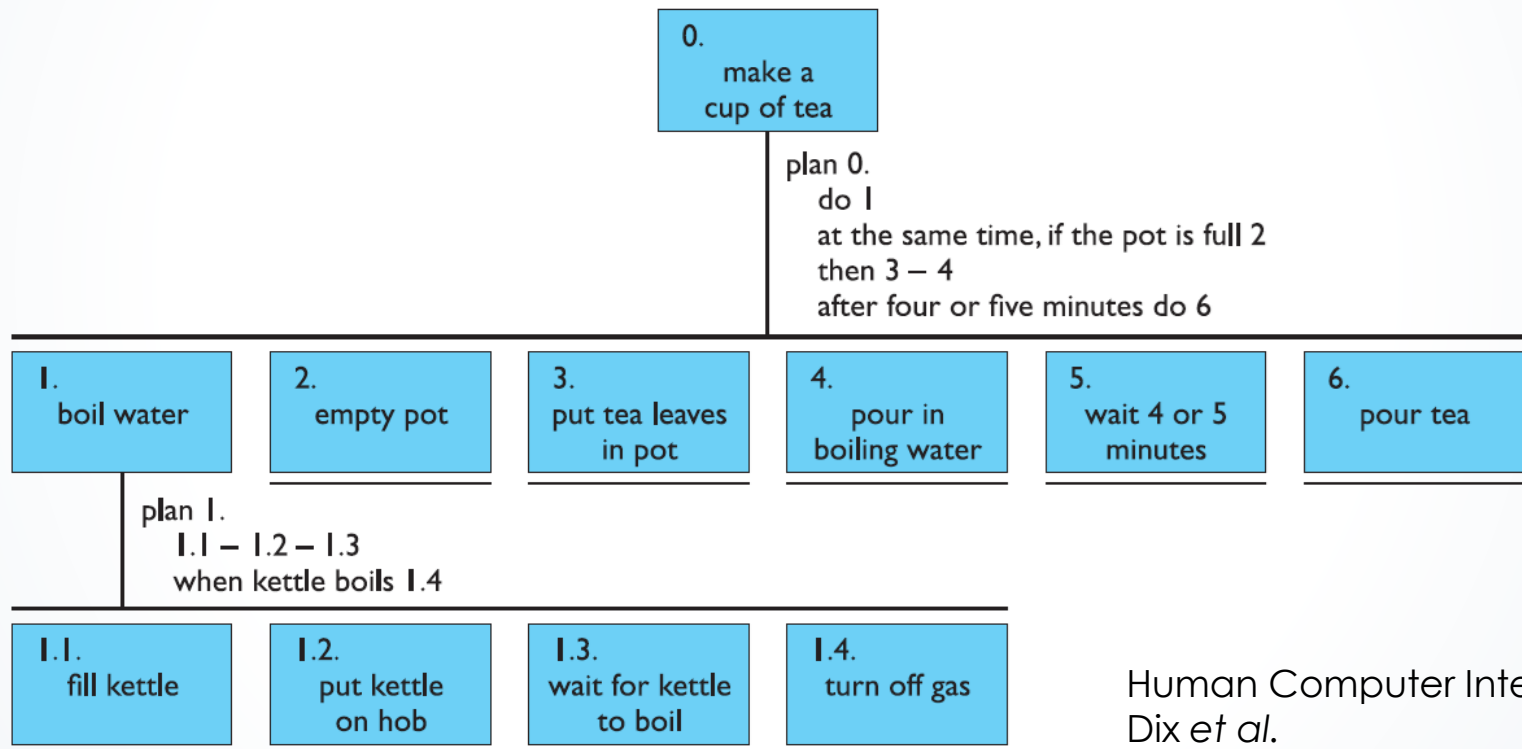 0.
make a
cup of tea
plan 0.
do 1
at the same time, if the pot is full 2
then 3 – 4
after four or five minutes do 6
1.
boil water
2.
empty pot
3.
put tea leaves
in pot
4.
pour in
boiling water
5.
wait 4 or 5
minutes
6.
pour tea
plan 1.
1.1 – 1.2 – 1.3
when kettle boils 1.4
1.1.
fill kettle
1.2.
put kettle
on hob
1.3.
wait for kettle
to boil
1.4.
turn off gas
Human Computer
Dix et al.